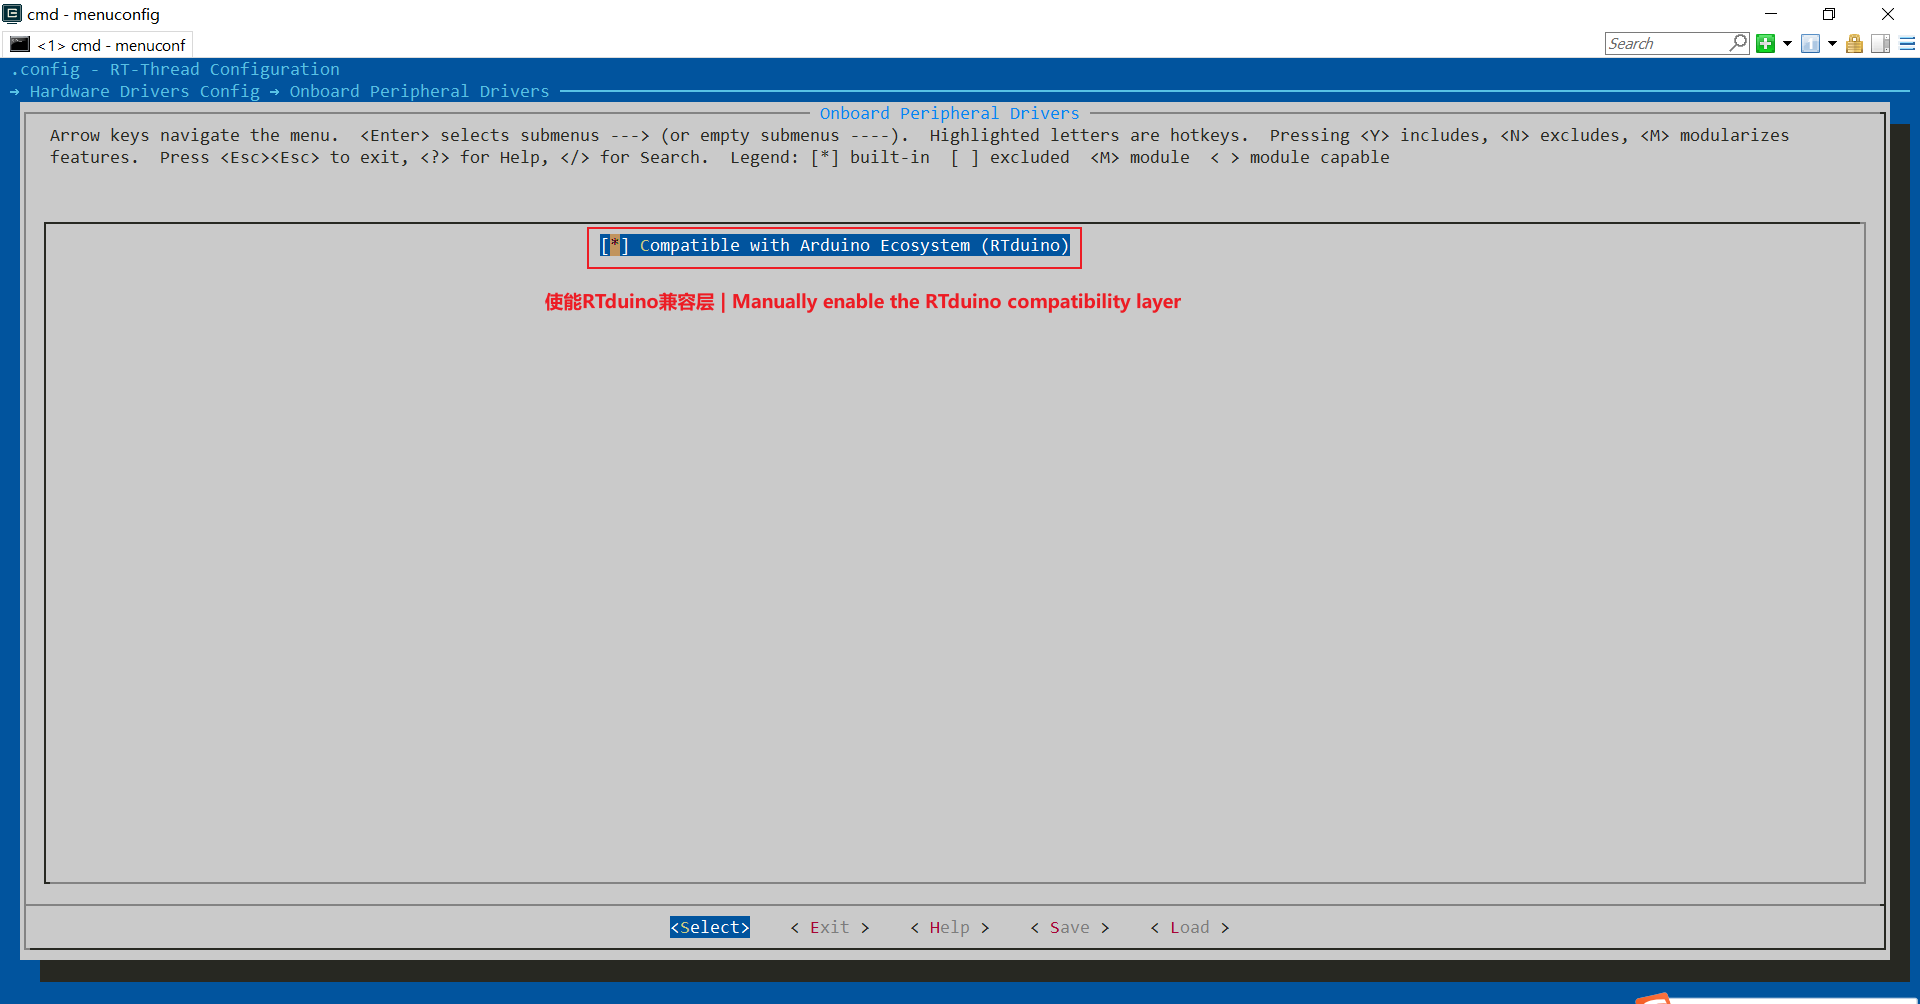 cmd - menuconfig
<1> cmd - menuconf
Search
.config - RT-Thread Configuration
→ Hardware Drivers Config → Onboard Peripheral Drivers
Onboard Peripheral Drivers
Arrow keys navigate the menu.  <Enter> selects submenus ---> (or empty submenus ----).  Highlighted letters are hotkeys.  Pressing <Y> includes, <N> excludes, <M> modularizes
features.  Press <Esc><Esc> to exit, <?> for Help, </> for Search.  Legend: [*] built-in  [ ] excluded  <M> module  < > module capable
[*] Compatible with Arduino Ecosystem (RTduino)
使能RTduino兼容层 | Manually enable the RTduino compatibility layer
<Select>    < Exit >    < Help >    < Save >    < Load >